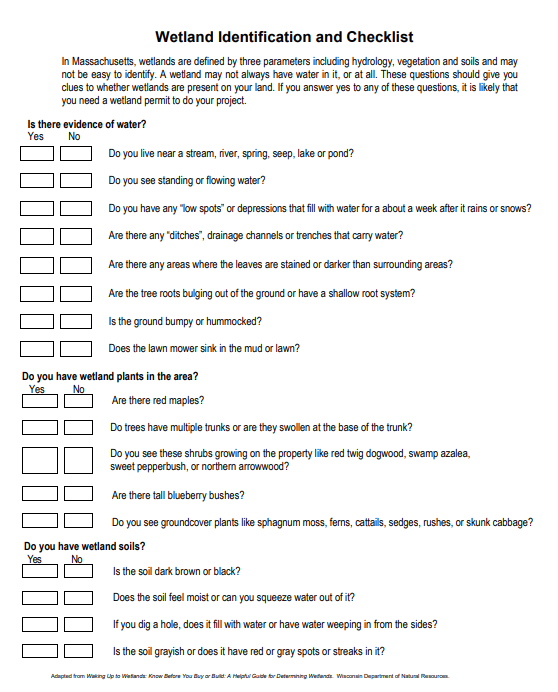 Wetland Identification and Checklist
In Massachusetts, wetlands are defined by three parameters including hydrology, vegetation and soils and may
not be easy to identify. A wetland may not always have water in it, or at all. These questions should give you
clues to whether wetlands are present on your land. If you answer yes to any of these questions, it is likely that
you need a wetland permit to do your project.
Is there evidence of water?
Yes No
Do you live near a stream, river, spring, seep, lake or pond?
Do you see standing or flowing water?
Do you have any “low spots” or depressions that fill with water for a about a week after it rains or snows?
Are there any “ditches”, drainage channels or trenches that carry water?
Are there any areas where the leaves are stained or darker than surrounding areas?
Are the tree roots bulging out of the ground or have a shallow root system?
Is the ground bumpy or hummocked?
Does the lawn mower sink in the mud or lawn?
Do you have wetland plants in the area?
Yes No
Are there red maples?
Do trees have multiple trunks or are they swollen at the base of the trunk?
Do you see these shrubs growing on the property like red twig dogwood, swamp azalea,
sweet pepperbush, or northern arrowwood?
Are there tall blueberry bushes?
Do you see groundcover plants like sphagnum moss, ferns, cattails, sedges, rushes, or skunk cabbage?
Do you have wetland soils?
Yes No
Is the soil dark brown or black?
Does the soil feel moist or can you squeeze water out of it?
If you dig a hole, does it fill with water or have water weeping in from the sides?
Is the soil grayish or does it have red or gray spots or streaks in it?
Adapted from Waking Up to Wetlands: Know Before You Buy or Build: A Helpful Guide for Determining Wetlands. Wisconsin Department of Natural Resources.